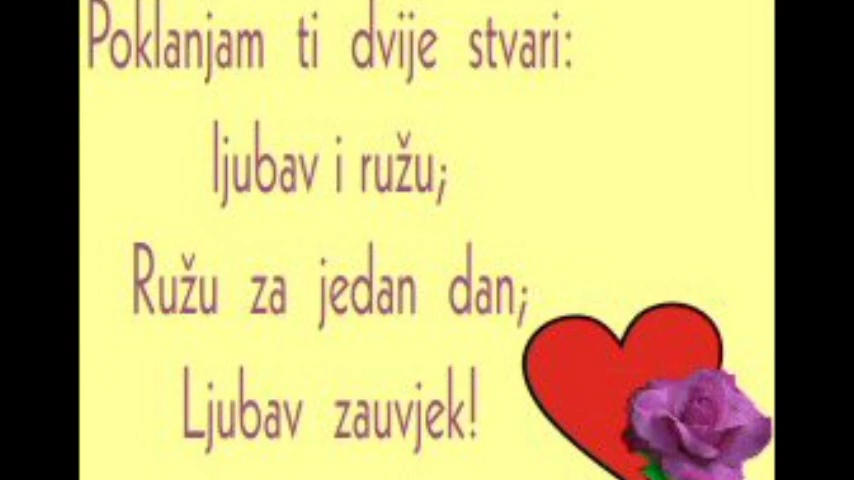 Poklanjam ti dvije stvari:
ljubav i ružu;
Ružu za jedan dan;
Ljubav zauvjek!